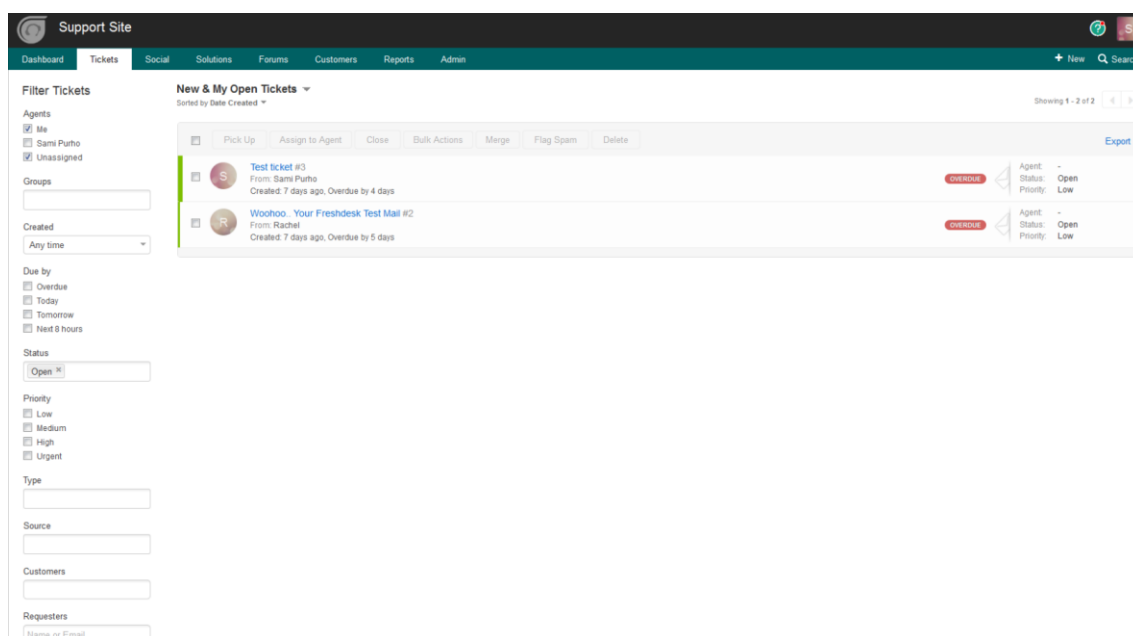 Support Site
Dashboard Tickets Social Solutions Forums Customers Reports Admin + New
Filter Tickets
Agents
Me
Sami Purho
Unassigned
Groups
Created
Any time
Due by
Overdue
Today
Tomorrow
Next 8 hours
Status
Open ×
Priority
Low
Medium
High
Urgent
Type
Source
Customers
Requesters
Name or Email
New & My Open Tickets
Sorted by Date Created
Showing 1 - 2 of 2
Pick Up Assign to Agent Close Bulk Actions Merge Flag Spam Delete Export
S
Test ticket #3
From: Sami Purho
Created: 7 days ago, Overdue by 4 days
OVERDUE
Agent: -
Status: Open
Priority: Low
R
Woohoo.. Your Freshdesk Test Mail #2
From: Rachel
Created: 7 days ago, Overdue by 5 days
OVERDUE
Agent: -
Status: Open
Priority: Low